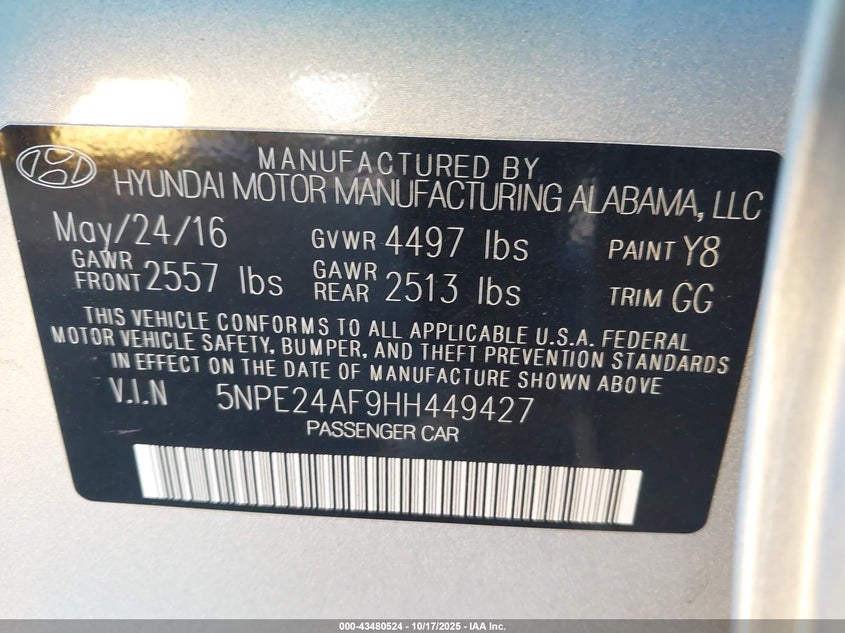 MANUFACTURED BY
HYUNDAI MOTOR MANUFACTURING ALABAMA, LLC
May/24/16 GVWR 4497 lbs PAINT Y8
GAWR FRONT 2557 lbs GAWR REAR 2513 lbs TRIM GG
THIS VEHICLE CONFORMS TO ALL APPLICABLE U.S.A. FEDERAL
MOTOR VEHICLE SAFETY, BUMPER, AND THEFT PREVENTION STANDARDS
IN EFFECT ON THE DATE OF MANUFACTURE SHOWN ABOVE
V.I.N 5NPE24AF9HH449427
PASSENGER CAR
000-43480524 - 10/17/2025 - IAA Inc.